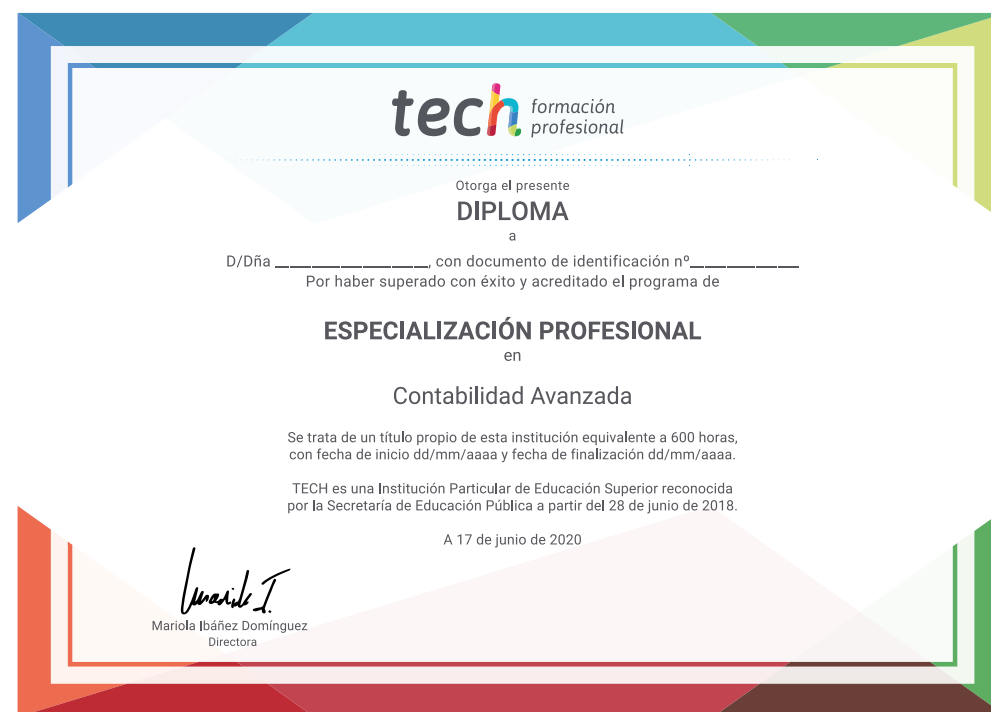 tech formación
profesional
Otorga el presente
DIPLOMA
a
D/Dña ____________________, con documento de identificación nº______________
Por haber superado con éxito y acreditado el programa de
ESPECIALIZACIÓN PROFESIONAL
en
Contabilidad Avanzada
Se trata de un título propio de esta institución equivalente a 600 horas,
con fecha de inicio dd/mm/aaaa y fecha de finalización dd/mm/aaaa.
TECH es una Institución Particular de Educación Superior reconocida
por la Secretaría de Educación Pública a partir del 28 de junio de 2018.
A 17 de junio de 2020
Mariola Ibáñez Domínguez
Directora